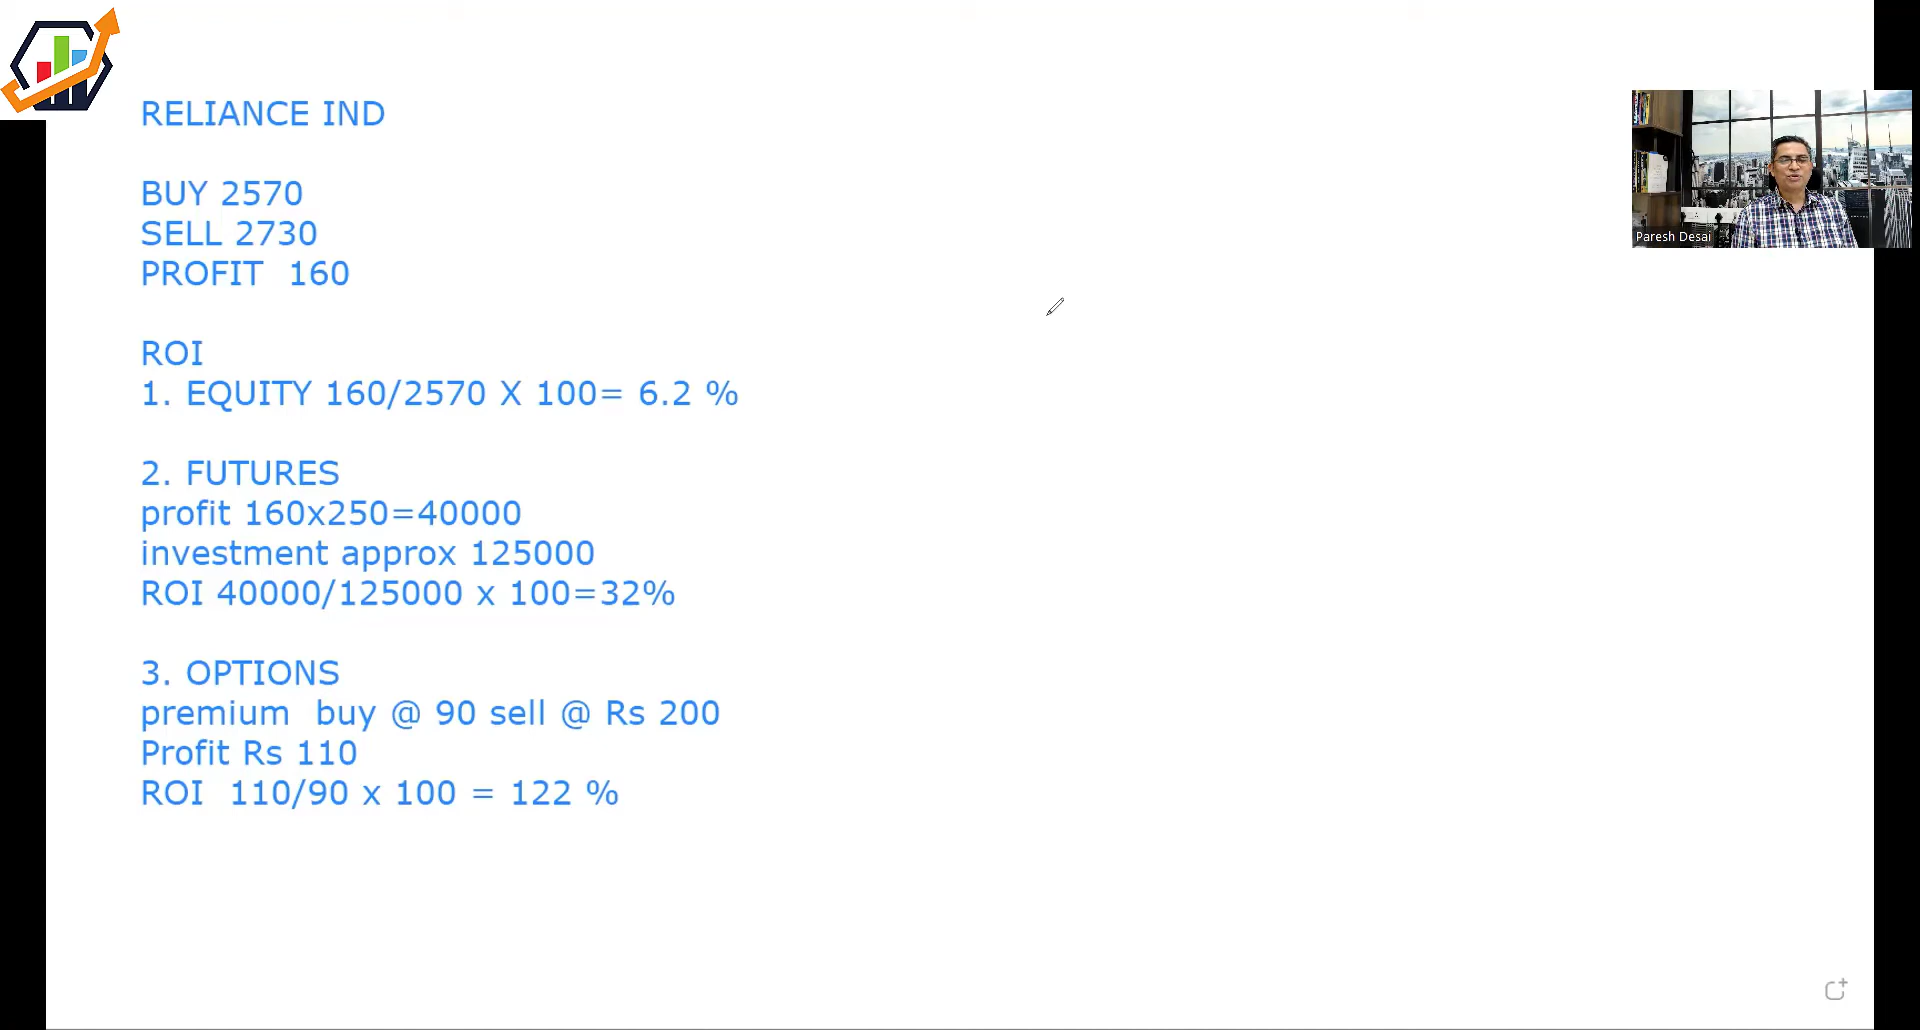 RELIANCE IND
BUY 2570
SELL 2730
PROFIT 160
ROI
1. EQUITY 160/2570 X 100= 6.2 %
2. FUTURES
profit 160x250=40000
investment approx 125000
ROI 40000/125000 x 100=32%
3. OPTIONS
premium buy @ 90 sell @ Rs 200
Profit Rs 110
ROI 110/90 x 100 = 122 %
Paresh Desai